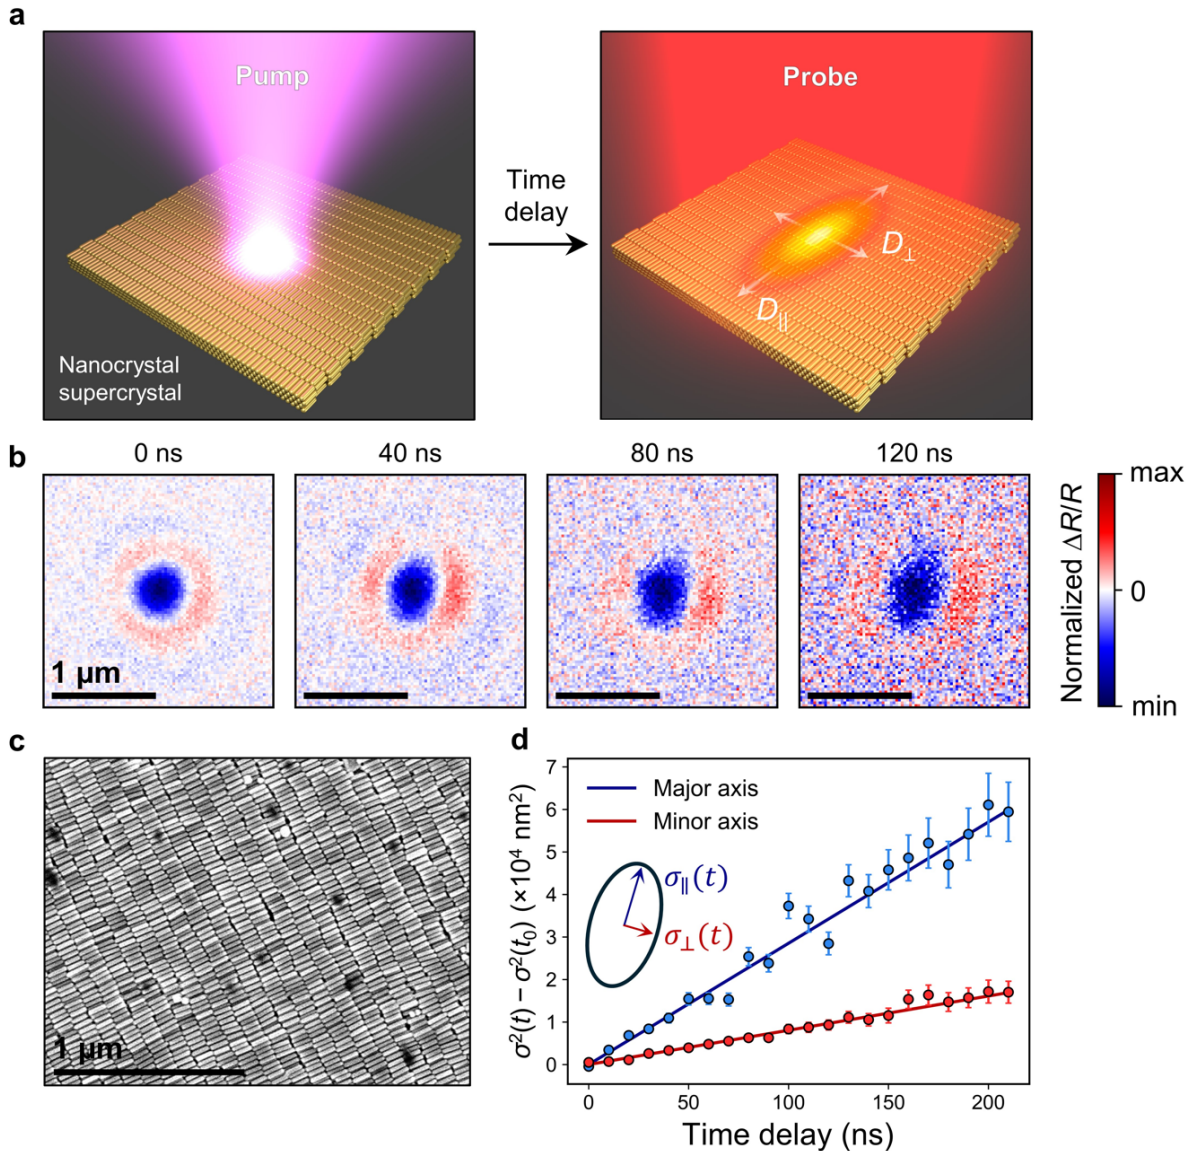 a
Pump
Nanocrystal
supercrystal
Time
delay
Probe
D⊥
D∥
b
0 ns
40 ns
80 ns
120 ns
1 μm
Normalized ΔR/R
max
0
min
c
1 μm
d
σ²(t) − σ²(t₀) (×10⁴ nm²)
7
6
5
4
3
2
1
0
Major axis
Minor axis
σ∥(t)
σ⊥(t)
0
50
100
150
200
Time delay (ns)